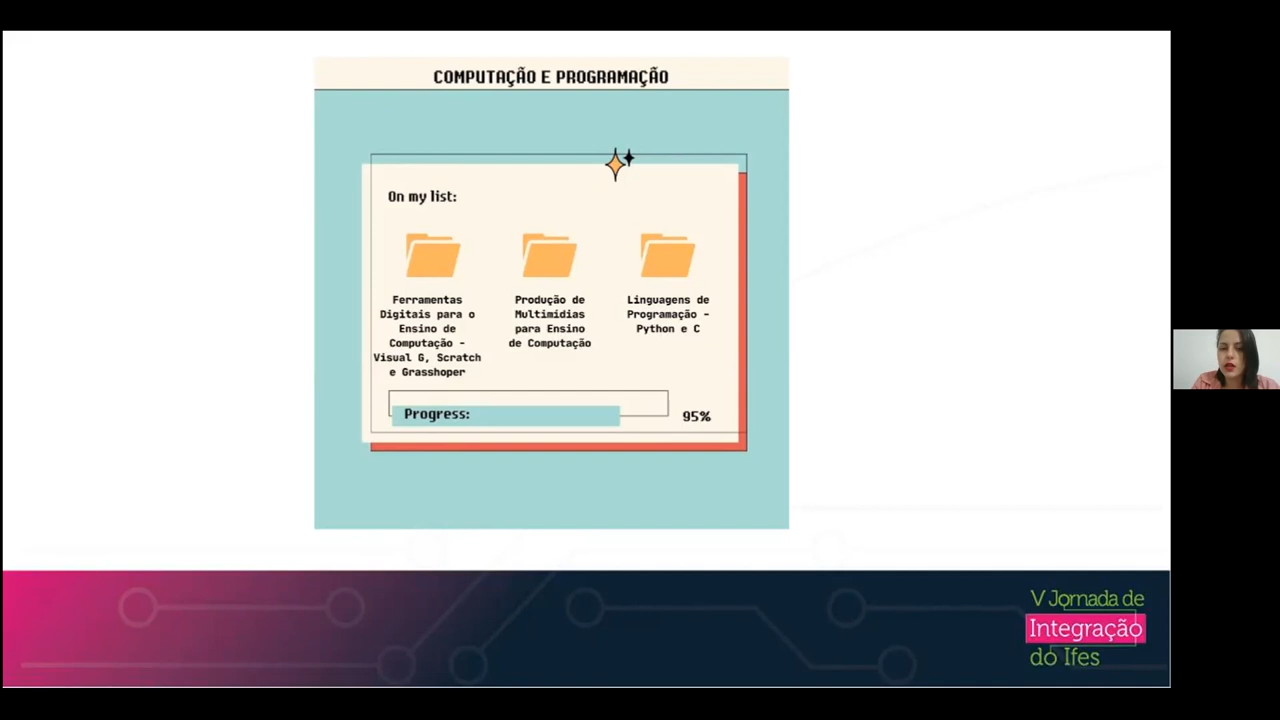 COMPUTAÇÃO E PROGRAMAÇÃO
On my list:
Ferramentas
Digitais para o
Ensino de
Computação -
Visual G, Scratch
e Grasshoper
Produção de
Multimidias
para Ensino
de Computação
Linguagens de
Programação -
Python e C
Progress:
95%
V Jornada de
Integração
do Ifes